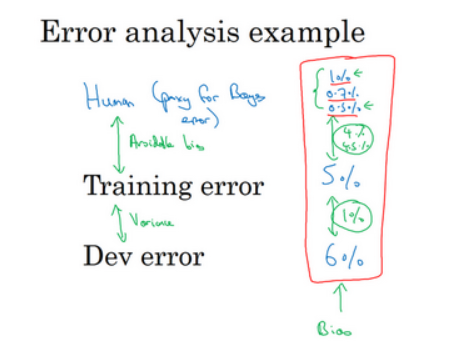 Error analysis example
Human (proxy for Bayes error)
1%
0.7%
0.5%
Avoidable bias
4%
4.5%
Training error
5%
Variance
1%
Dev error
6%
Bias